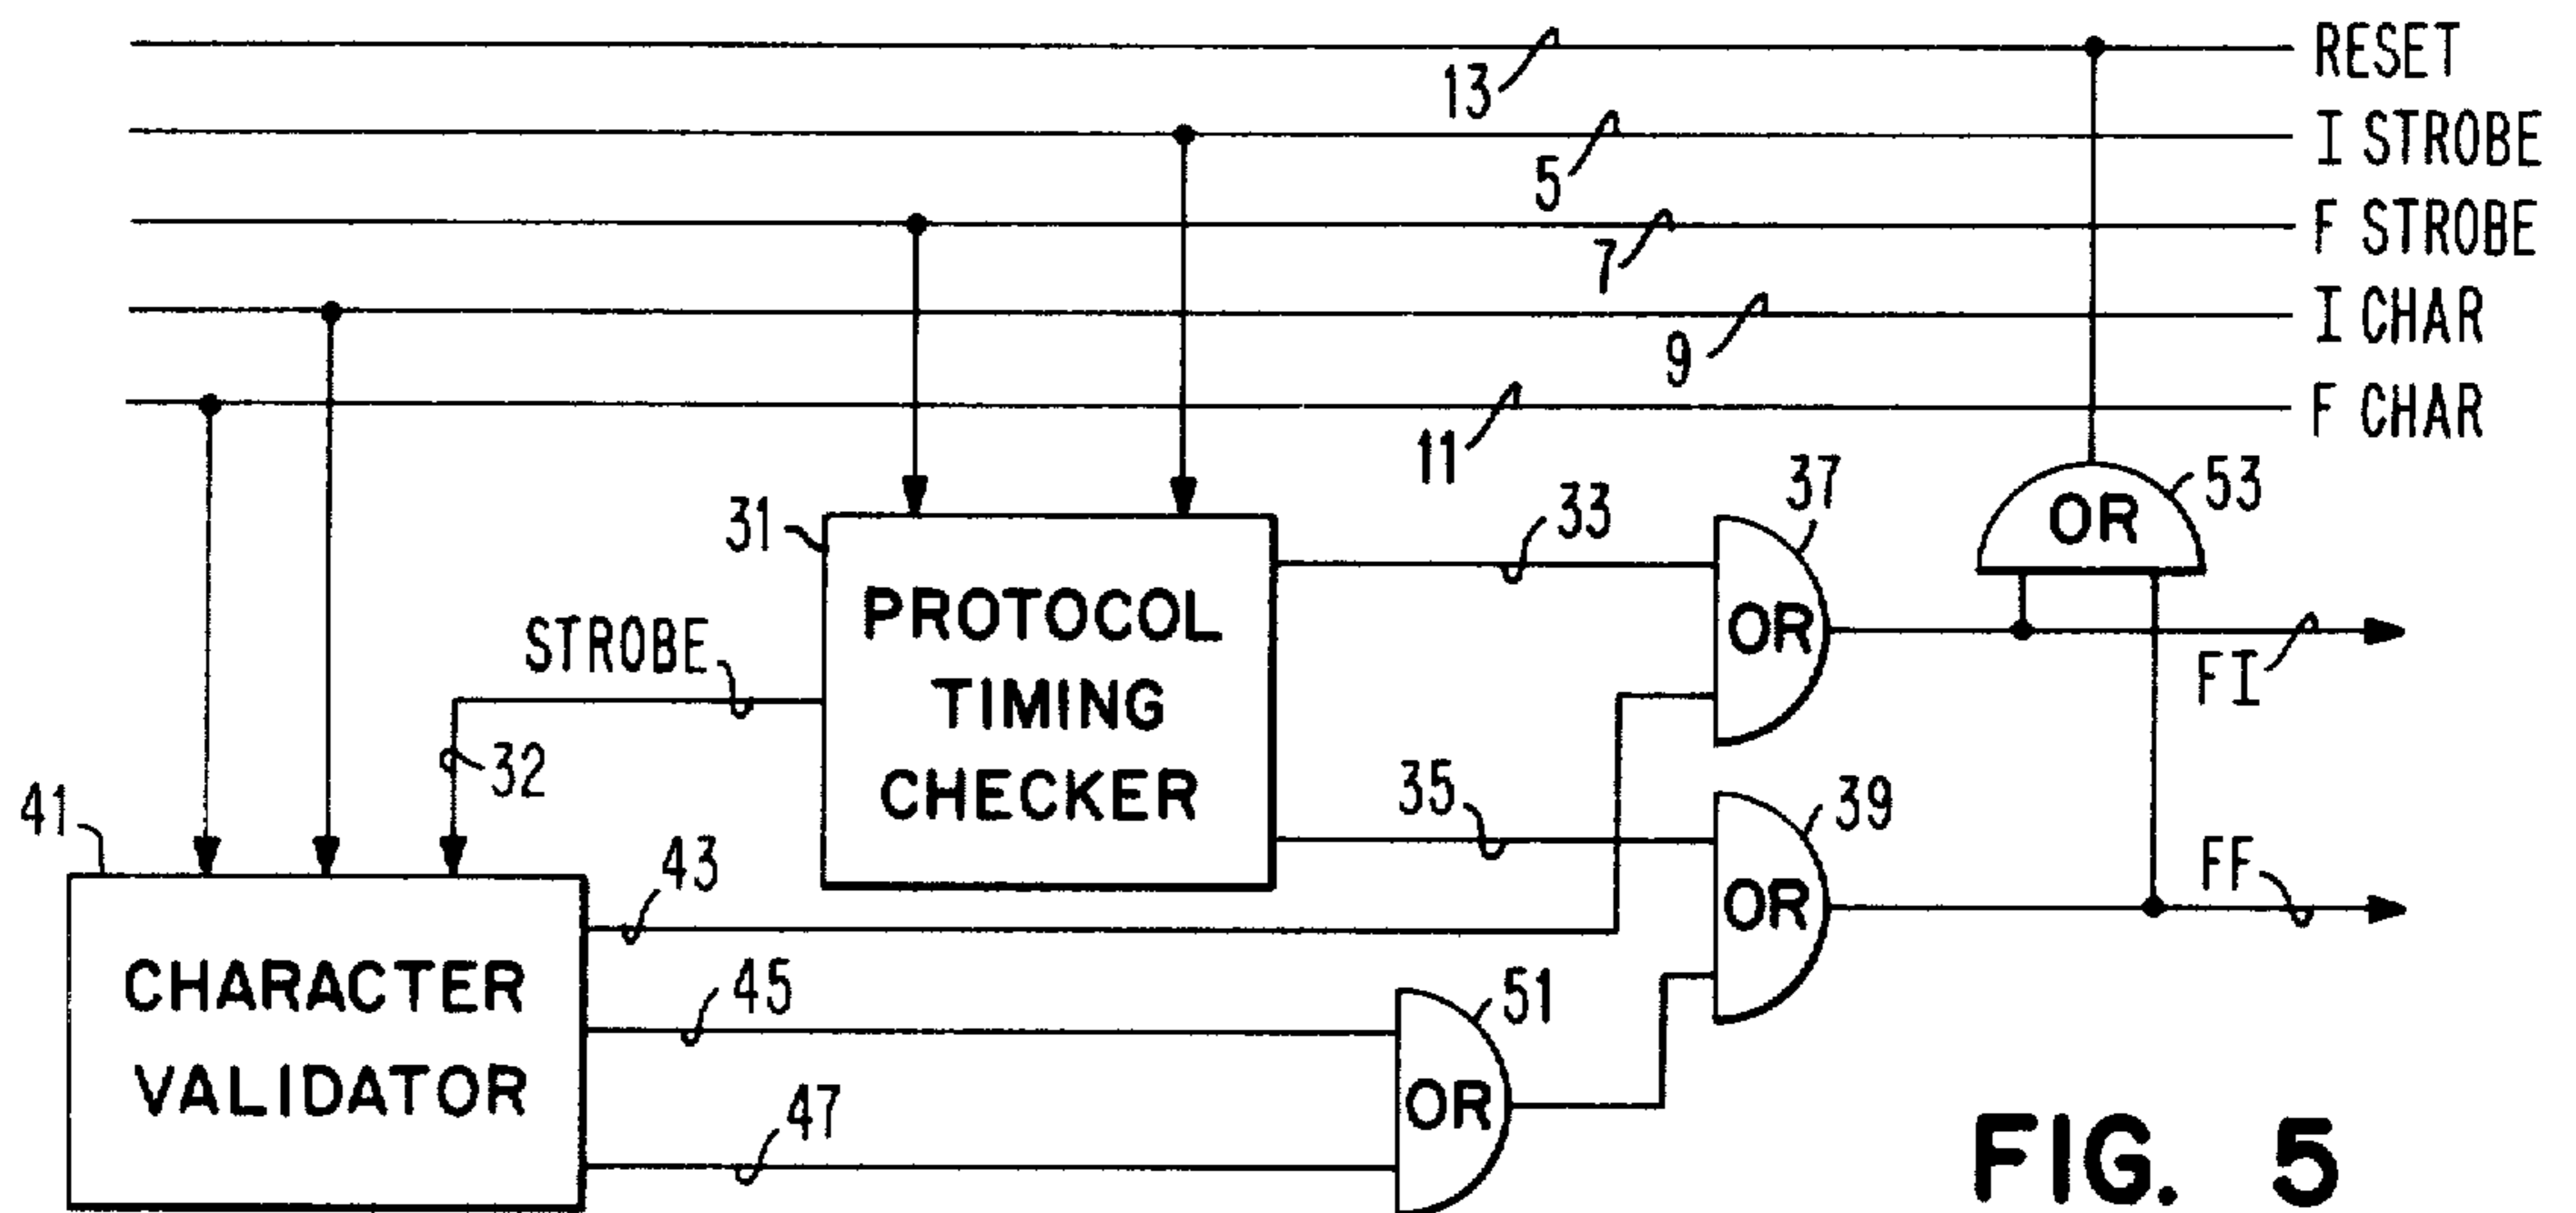 RESET
13
I STROBE
5
F STROBE
7
I CHAR
9
F CHAR
11
31
PROTOCOL
TIMING
CHECKER
33
37
OR
OR
53
STROBE
32
FI
35
39
OR
FF
41
CHARACTER
VALIDATOR
43
45
47
51
OR
FIG. 5